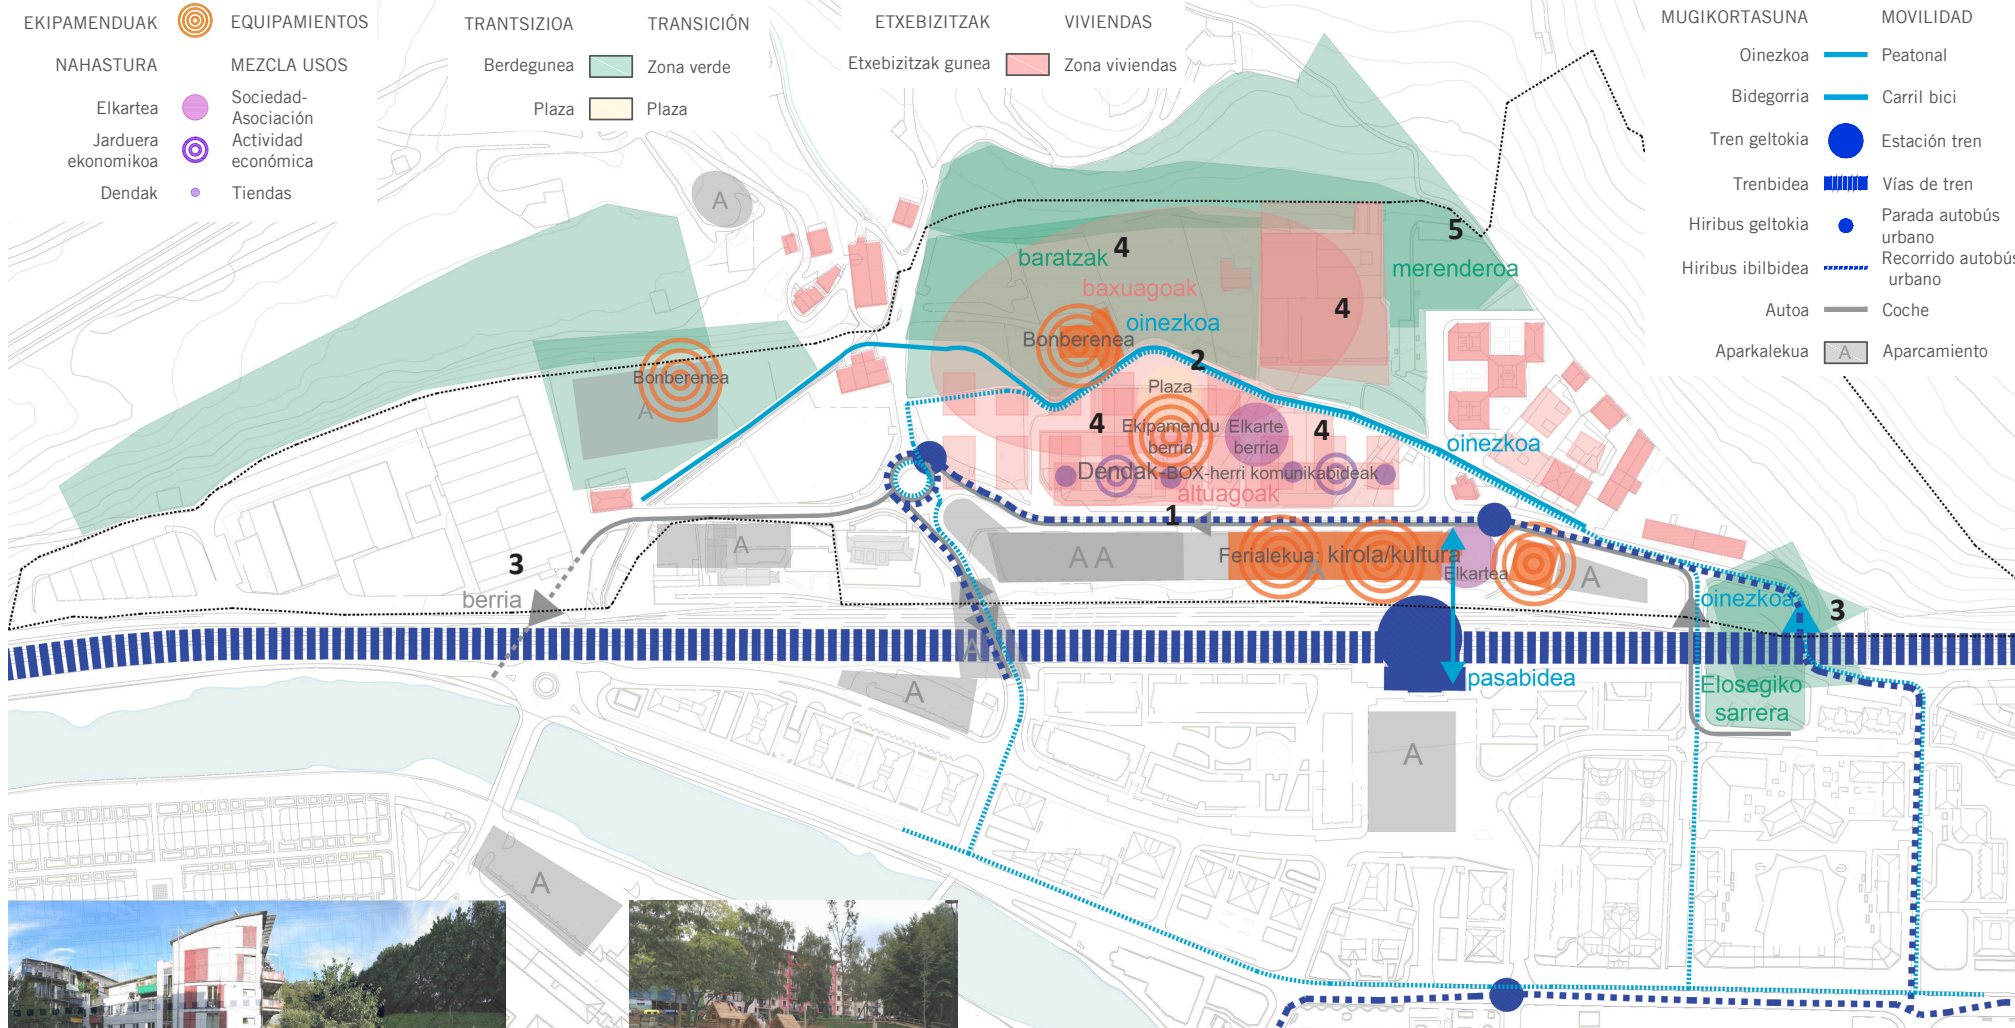 EKIPAMENDUAK EQUIPAMIENTOS
NAHASTURA MEZCLA USOS
Elkartea Sociedad-
Asociación
Jarduera
ekonomikoa Actividad
económica
Dendak Tiendas
TRANTSIZIOA TRANSICIÓN
Berdegunea Zona verde
Plaza Plaza
ETXEBIZITZAK VIVIENDAS
Etxebizitzak gunea Zona viviendas
MUGIKORTASUNA MOVILIDAD
Oinezkoa Peatonal
Bidegorria Carril bici
Tren geltokia Estación tren
Trenbidea Vías de tren
Hiribus geltokia Parada autobús
urbano
Hiribus ibilbidea Recorrido autobús
urbano
Autoa Coche
Aparkalekua A Aparcamiento
A
4
5
baratzak
merenderoa
baxuagoak
4
oinezkoa
Bonberenea
2
Bonberenea
Plaza
A
4
Ekipamendu
berria
Elkarte
berria
4
oinezkoa
Dendak-BOX-herri komunikabideak
altuagoak
1
A
3
A A
Ferialekua: kirola/kultura
A
Elkartea
A
berria
oinezkoa
3
A
pasabidea
A
Elosegiko
sarrera
A
A